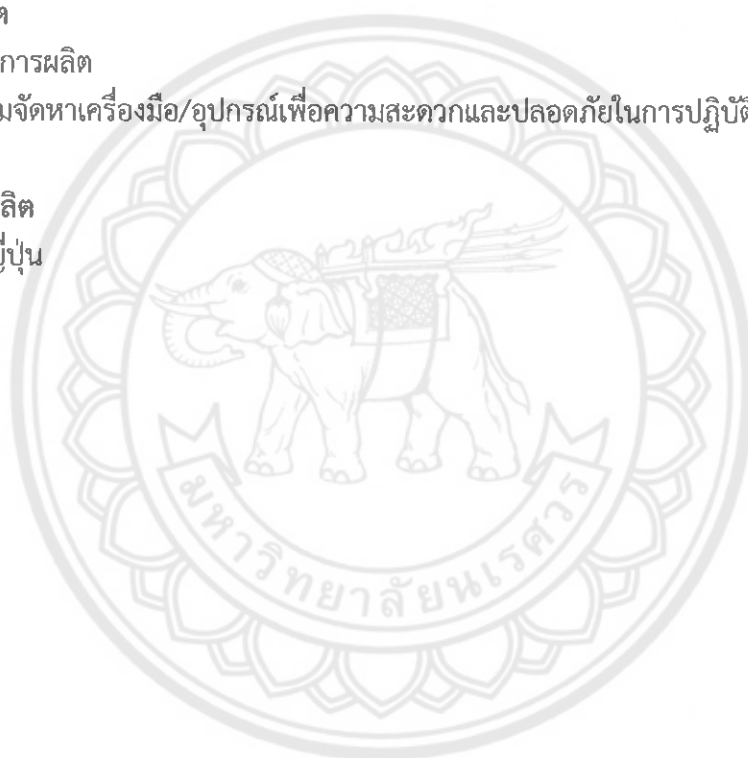 การผลิต
มจัดหาเครื่องมือ/อุปกรณ์เพื่อความสะดวกและปลอดภัยในการปฏิบัติ
ลิต
ญี่ปุ่น
มหาวิทยาลัยนเรศวร